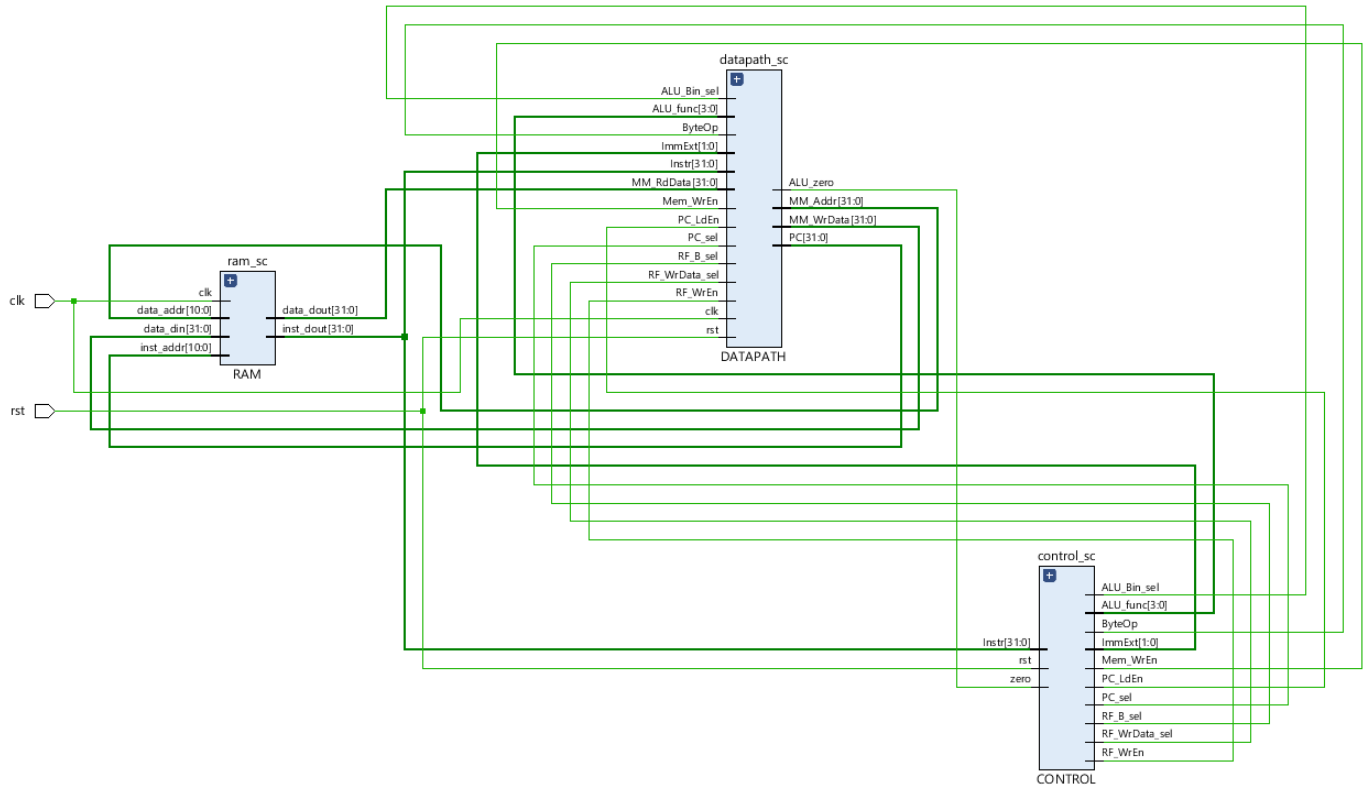 datapath_sc
ALU_Bin_sel
ALU_func[3:0]
ByteOp
ImmExt[1:0]
Instr[31:0]
MM_RdData[31:0]
Mem_WrEn
PC_LdEn
PC_sel
RF_B_sel
RF_WrData_sel
RF_WrEn
clk
rst
ALU_zero
MM_Addr[31:0]
MM_WrData[31:0]
PC[31:0]
DATAPATH
ram_sc
clk
data_addr[10:0]
data_din[31:0]
inst_addr[10:0]
data_dout[31:0]
inst_dout[31:0]
RAM
clk
rst
control_sc
Instr[31:0]
rst
zero
ALU_Bin_sel
ALU_func[3:0]
ByteOp
ImmExt[1:0]
Mem_WrEn
PC_LdEn
PC_sel
RF_B_sel
RF_WrData_sel
RF_WrEn
CONTROL